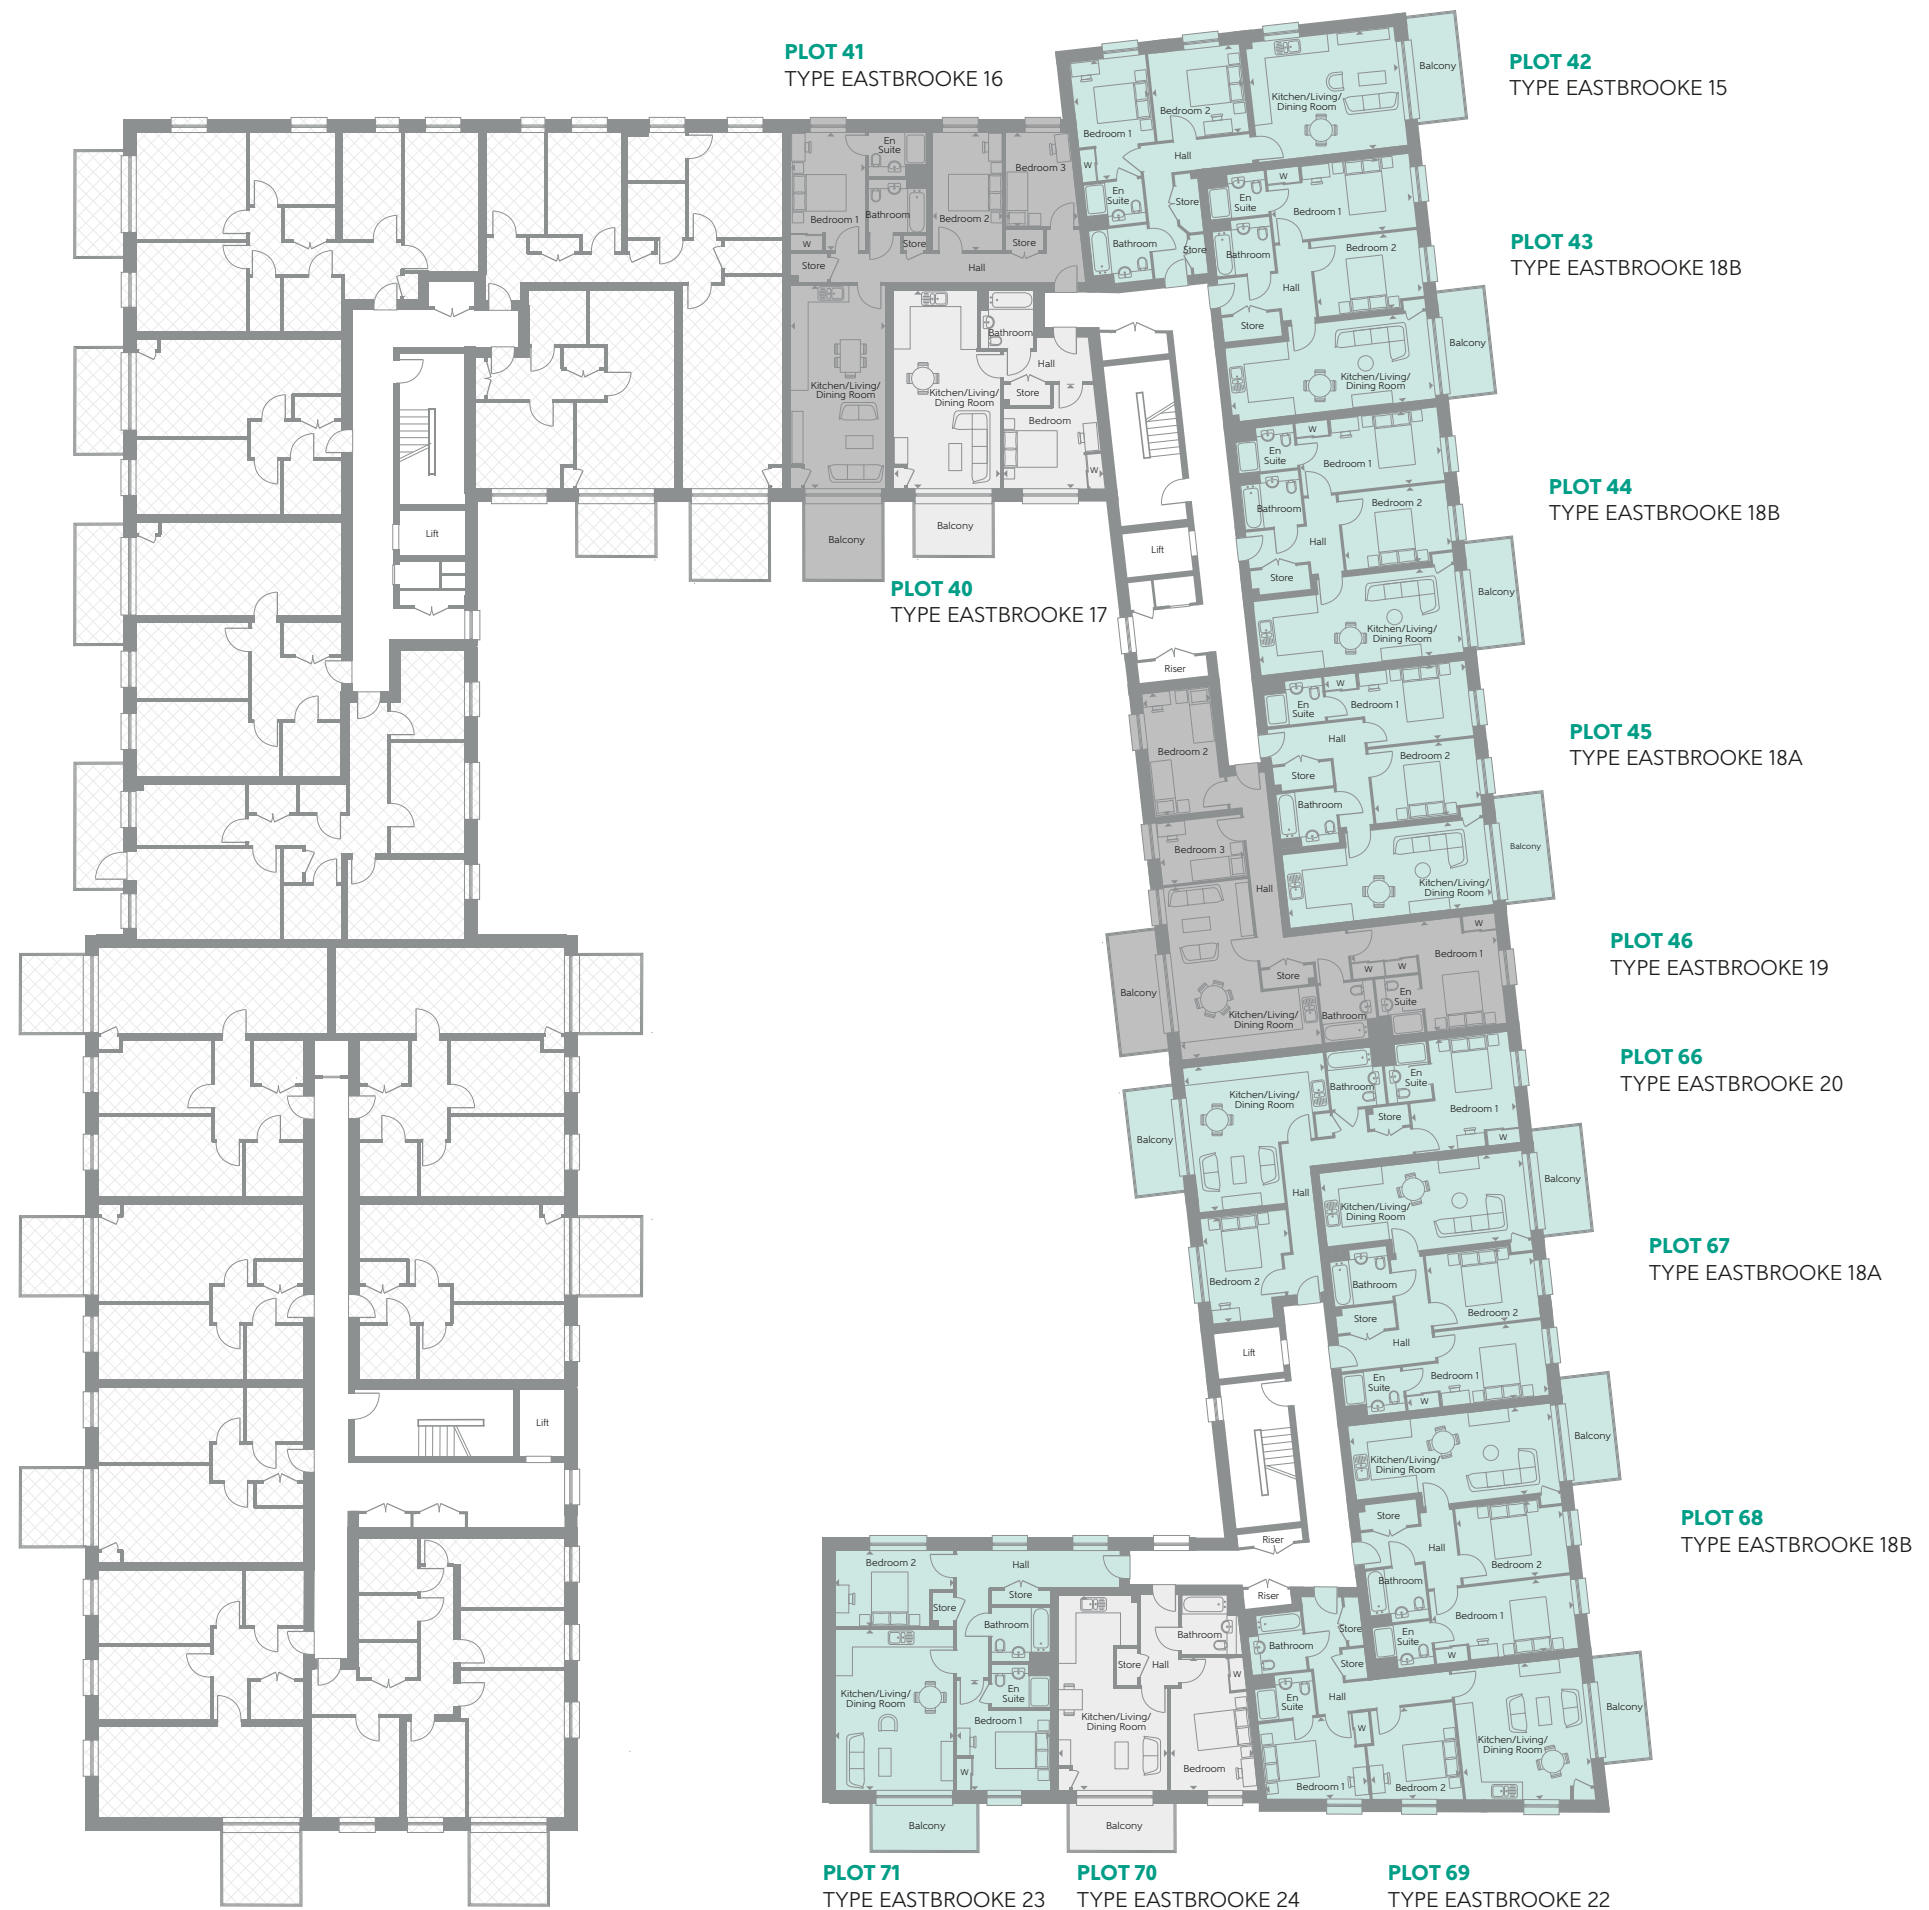 PLOT 41
TYPE EASTBROOKE 16
En
Suite
Bedroom 3
Bedroom 1
Bathroom
Bedroom 2
W
Store
Store
Store
Hall
Kitchen/Living/
Dining Room
Balcony
Bathroom
Hall
Store
Kitchen/Living/
Dining Room
Bedroom
W
Balcony
PLOT 40
TYPE EASTBROOKE 17
PLOT 42
TYPE EASTBROOKE 15
Balcony
Kitchen/Living/
Dining Room
Bedroom 2
Bedroom 1
Hall
W
En
Suite
Store
Bathroom
Store
PLOT 43
TYPE EASTBROOKE 18B
W
En
Suite
Bedroom 1
Bathroom
Bedroom 2
Hall
Store
Kitchen/Living/
Dining Room
Balcony
PLOT 44
TYPE EASTBROOKE 18B
W
En
Suite
Bedroom 1
Bathroom
Bedroom 2
Hall
Store
Kitchen/Living/
Dining Room
Balcony
Lift
Lift
Riser
PLOT 45
TYPE EASTBROOKE 18A
W
En
Suite
Bedroom 1
Hall
Bedroom 2
Store
Bathroom
Kitchen/Living/
Dining Room
Balcony
PLOT 46
TYPE EASTBROOKE 19
Bedroom 2
Bedroom 3
Hall
W
Bedroom 1
Store
W
W
En
Suite
Bathroom
Kitchen/Living/
Dining Room
Balcony
PLOT 66
TYPE EASTBROOKE 20
Kitchen/Living/
Dining Room
Bathroom
En
Suite
Store
Bedroom 1
W
Balcony
Hall
Bedroom 2
PLOT 67
TYPE EASTBROOKE 18A
Balcony
Kitchen/Living/
Dining Room
Bathroom
Store
Bedroom 2
Hall
En
Suite
Bedroom 1
W
Lift
Lift
PLOT 68
TYPE EASTBROOKE 18B
Balcony
Kitchen/Living/
Dining Room
Store
Hall
Bedroom 2
Bathroom
Bedroom 1
En
Suite
W
Riser
Riser
Bedroom 2
Hall
Store
Store
Bathroom
Kitchen/Living/
Dining Room
En
Suite
Bedroom 1
W
Balcony
Bathroom
Store
Hall
W
Kitchen/Living/
Dining Room
Bedroom
Balcony
Bathroom
Store
Store
En
Suite
Hall
W
Bedroom 1
Bedroom 2
Kitchen/Living/
Dining Room
Balcony
PLOT 71
TYPE EASTBROOKE 23
PLOT 70
TYPE EASTBROOKE 24
PLOT 69
TYPE EASTBROOKE 22